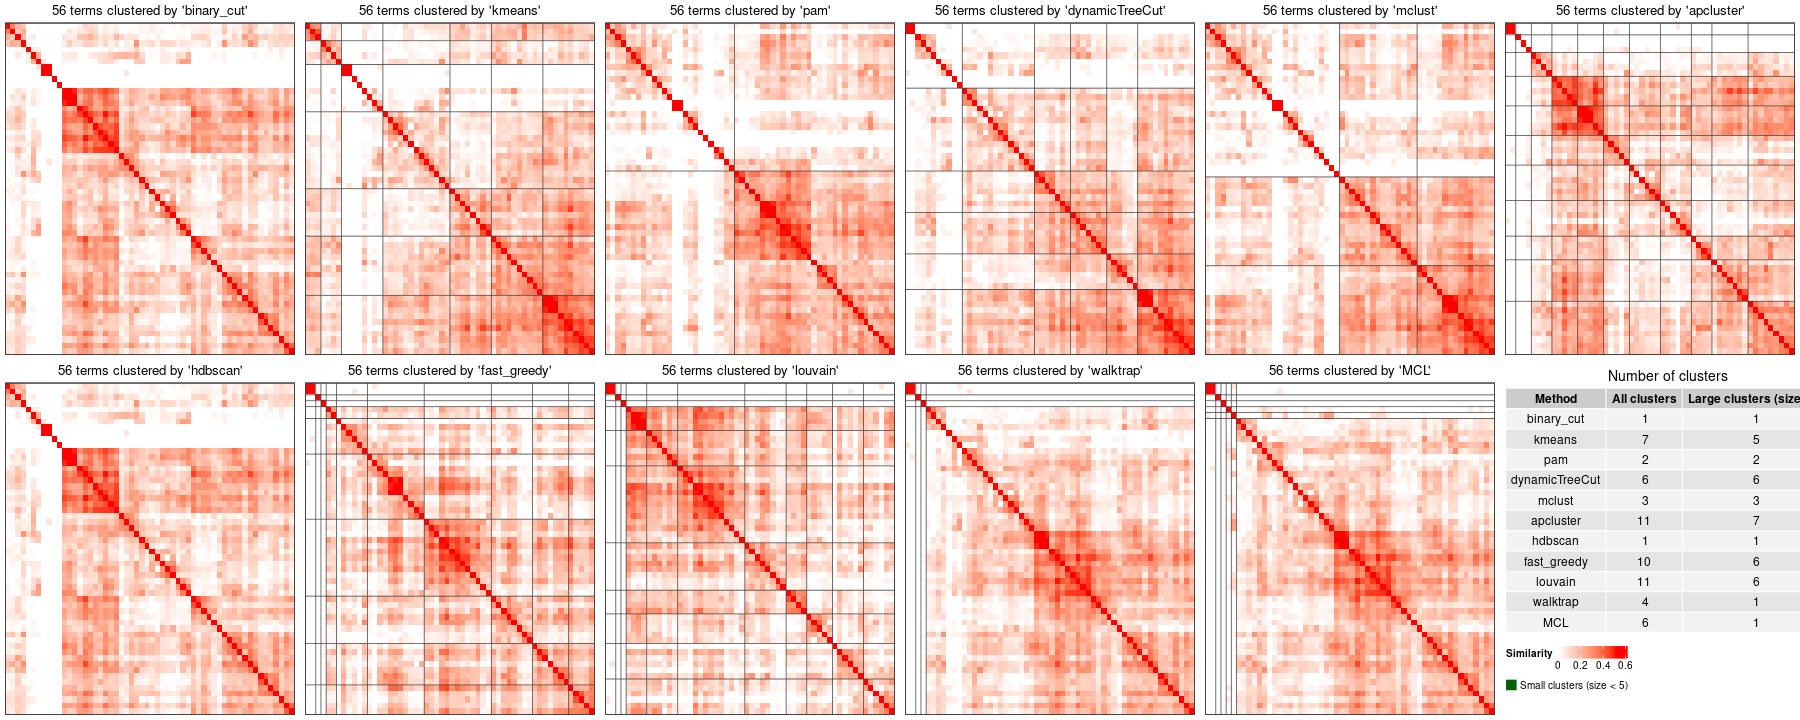 56 terms clustered by 'binary_cut'
56 terms clustered by 'kmeans'
56 terms clustered by 'pam'
56 terms clustered by 'dynamicTreeCut'
56 terms clustered by 'mclust'
56 terms clustered by 'apcluster'
56 terms clustered by 'hdbscan'
56 terms clustered by 'fast_greedy'
56 terms clustered by 'louvain'
56 terms clustered by 'walktrap'
56 terms clustered by 'MCL'
Number of clusters
Method All clusters Large clusters (size
binary_cut 1 1
kmeans 7 5
pam 2 2
dynamicTreeCut 6 6
mclust 3 3
apcluster 11 7
hdbscan 1 1
fast_greedy 10 6
louvain 11 6
walktrap 4 1
MCL 6 1
Similarity
0 0.2 0.4 0.6
Small clusters (size < 5)